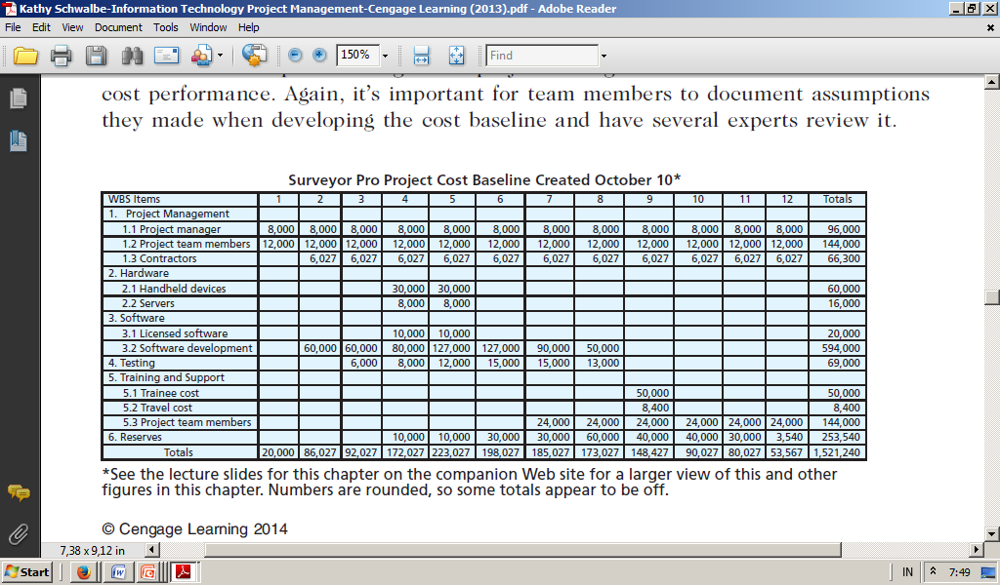 Kathy Schwalbe-Information Technology Project Management-Cengage Learning (2013).pdf - Adobe Reader
File Edit View Document Tools Window Help
150% Find
cost performance. Again, it's important for team members to document assumptions
they made when developing the cost baseline and have several experts review it.
Surveyor Pro Project Cost Baseline Created October 10*
WBS Items 1 2 3 4 5 6 7 8 9 10 11 12 Totals
1. Project Management
1.1 Project manager 8,000 8,000 8,000 8,000 8,000 8,000 8,000 8,000 8,000 8,000 8,000 8,000 96,000
1.2 Project team members 12,000 12,000 12,000 12,000 12,000 12,000 12,000 12,000 12,000 12,000 12,000 12,000 144,000
1.3 Contractors 6,027 6,027 6,027 6,027 6,027 6,027 6,027 6,027 6,027 6,027 6,027 66,300
2. Hardware
2.1 Handheld devices 30,000 30,000 60,000
2.2 Servers 8,000 8,000 16,000
3. Software
3.1 Licensed software 10,000 10,000 20,000
3.2 Software development 60,000 60,000 80,000 127,000 127,000 90,000 50,000 594,000
4. Testing 6,000 8,000 12,000 15,000 15,000 13,000 69,000
5. Training and Support
5.1 Trainee cost 50,000 50,000
5.2 Travel cost 8,400 8,400
5.3 Project team members 24,000 24,000 24,000 24,000 24,000 24,000 144,000
6. Reserves 10,000 10,000 30,000 30,000 60,000 40,000 40,000 30,000 3,540 253,540
Totals 20,000 86,027 92,027 172,027 223,027 198,027 185,027 173,027 148,427 90,027 80,027 53,567 1,521,240
*See the lecture slides for this chapter on the companion Web site for a larger view of this and other
figures in this chapter. Numbers are rounded, so some totals appear to be off.
© Cengage Learning 2014
7,38 x 9,12 in
Start IN 7:49